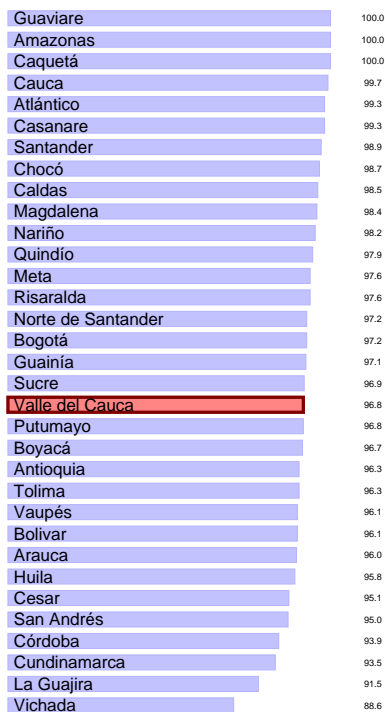 Guaviare 100.0
Amazonas 100.0
Caquetá 100.0
Cauca 99.7
Atlántico 99.3
Casanare 99.3
Santander 98.9
Chocó 98.7
Caldas 98.5
Magdalena 98.4
Nariño 98.2
Quindío 97.9
Meta 97.6
Risaralda 97.6
Norte de Santander 97.2
Bogotá 97.2
Guainía 97.1
Sucre 96.9
Valle del Cauca 96.8
Putumayo 96.8
Boyacá 96.7
Antioquia 96.3
Tolima 96.3
Vaupés 96.1
Bolivar 96.1
Arauca 96.0
Huila 95.8
Cesar 95.1
San Andrés 95.0
Córdoba 93.9
Cundinamarca 93.5
La Guajira 91.5
Vichada 88.6